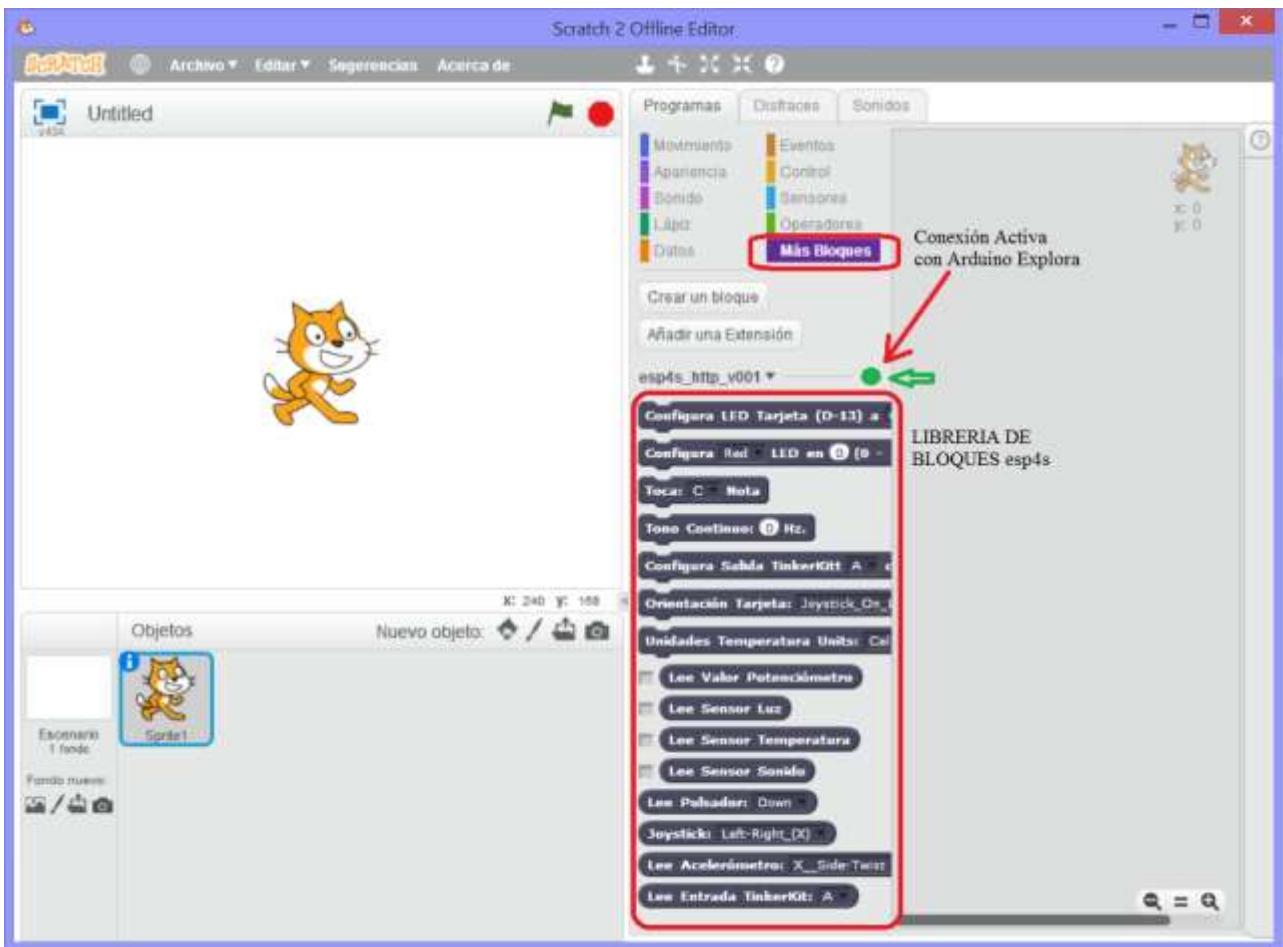 Scratch 2 Offline Editor
SCRATCH Archivo Editar Sugerencias Acerca de
Untitled
v434
Programas Disfraces Sonidos
Movimiento Eventos
Apariencia Control
Sonido Sensores
Lápiz Operadores
Datos Más Bloques
x: 0
y: 0
Conexión Activa
con Arduino Explora
Crear un bloque
Añadir una Extensión
esp4s_http_v001
LIBRERIA DE
BLOQUES esp4s
Configura LED Tarjeta (D-13) a
Configura Red LED en 0 (0 -
Toca: C Nota
Tono Continuo: 0 Hz.
Configura Salida TinkerKitt A
Orientación Tarjeta: Joystick_On_
Unidades Temperatura Units: Cel
Lee Valor Potenciómetro
Lee Sensor Luz
Lee Sensor Temperatura
Lee Sensor Sonido
Lee Pulsador: Down
Joystick: Left-Right_(X)
Lee Acelerómetro: X__Side-Twist
Lee Entrada TinkerKit: A
X: 240 y: 168
Objetos Nuevo objeto:
Sprite1
Escenario
1 fondo
Fondo nuevo: